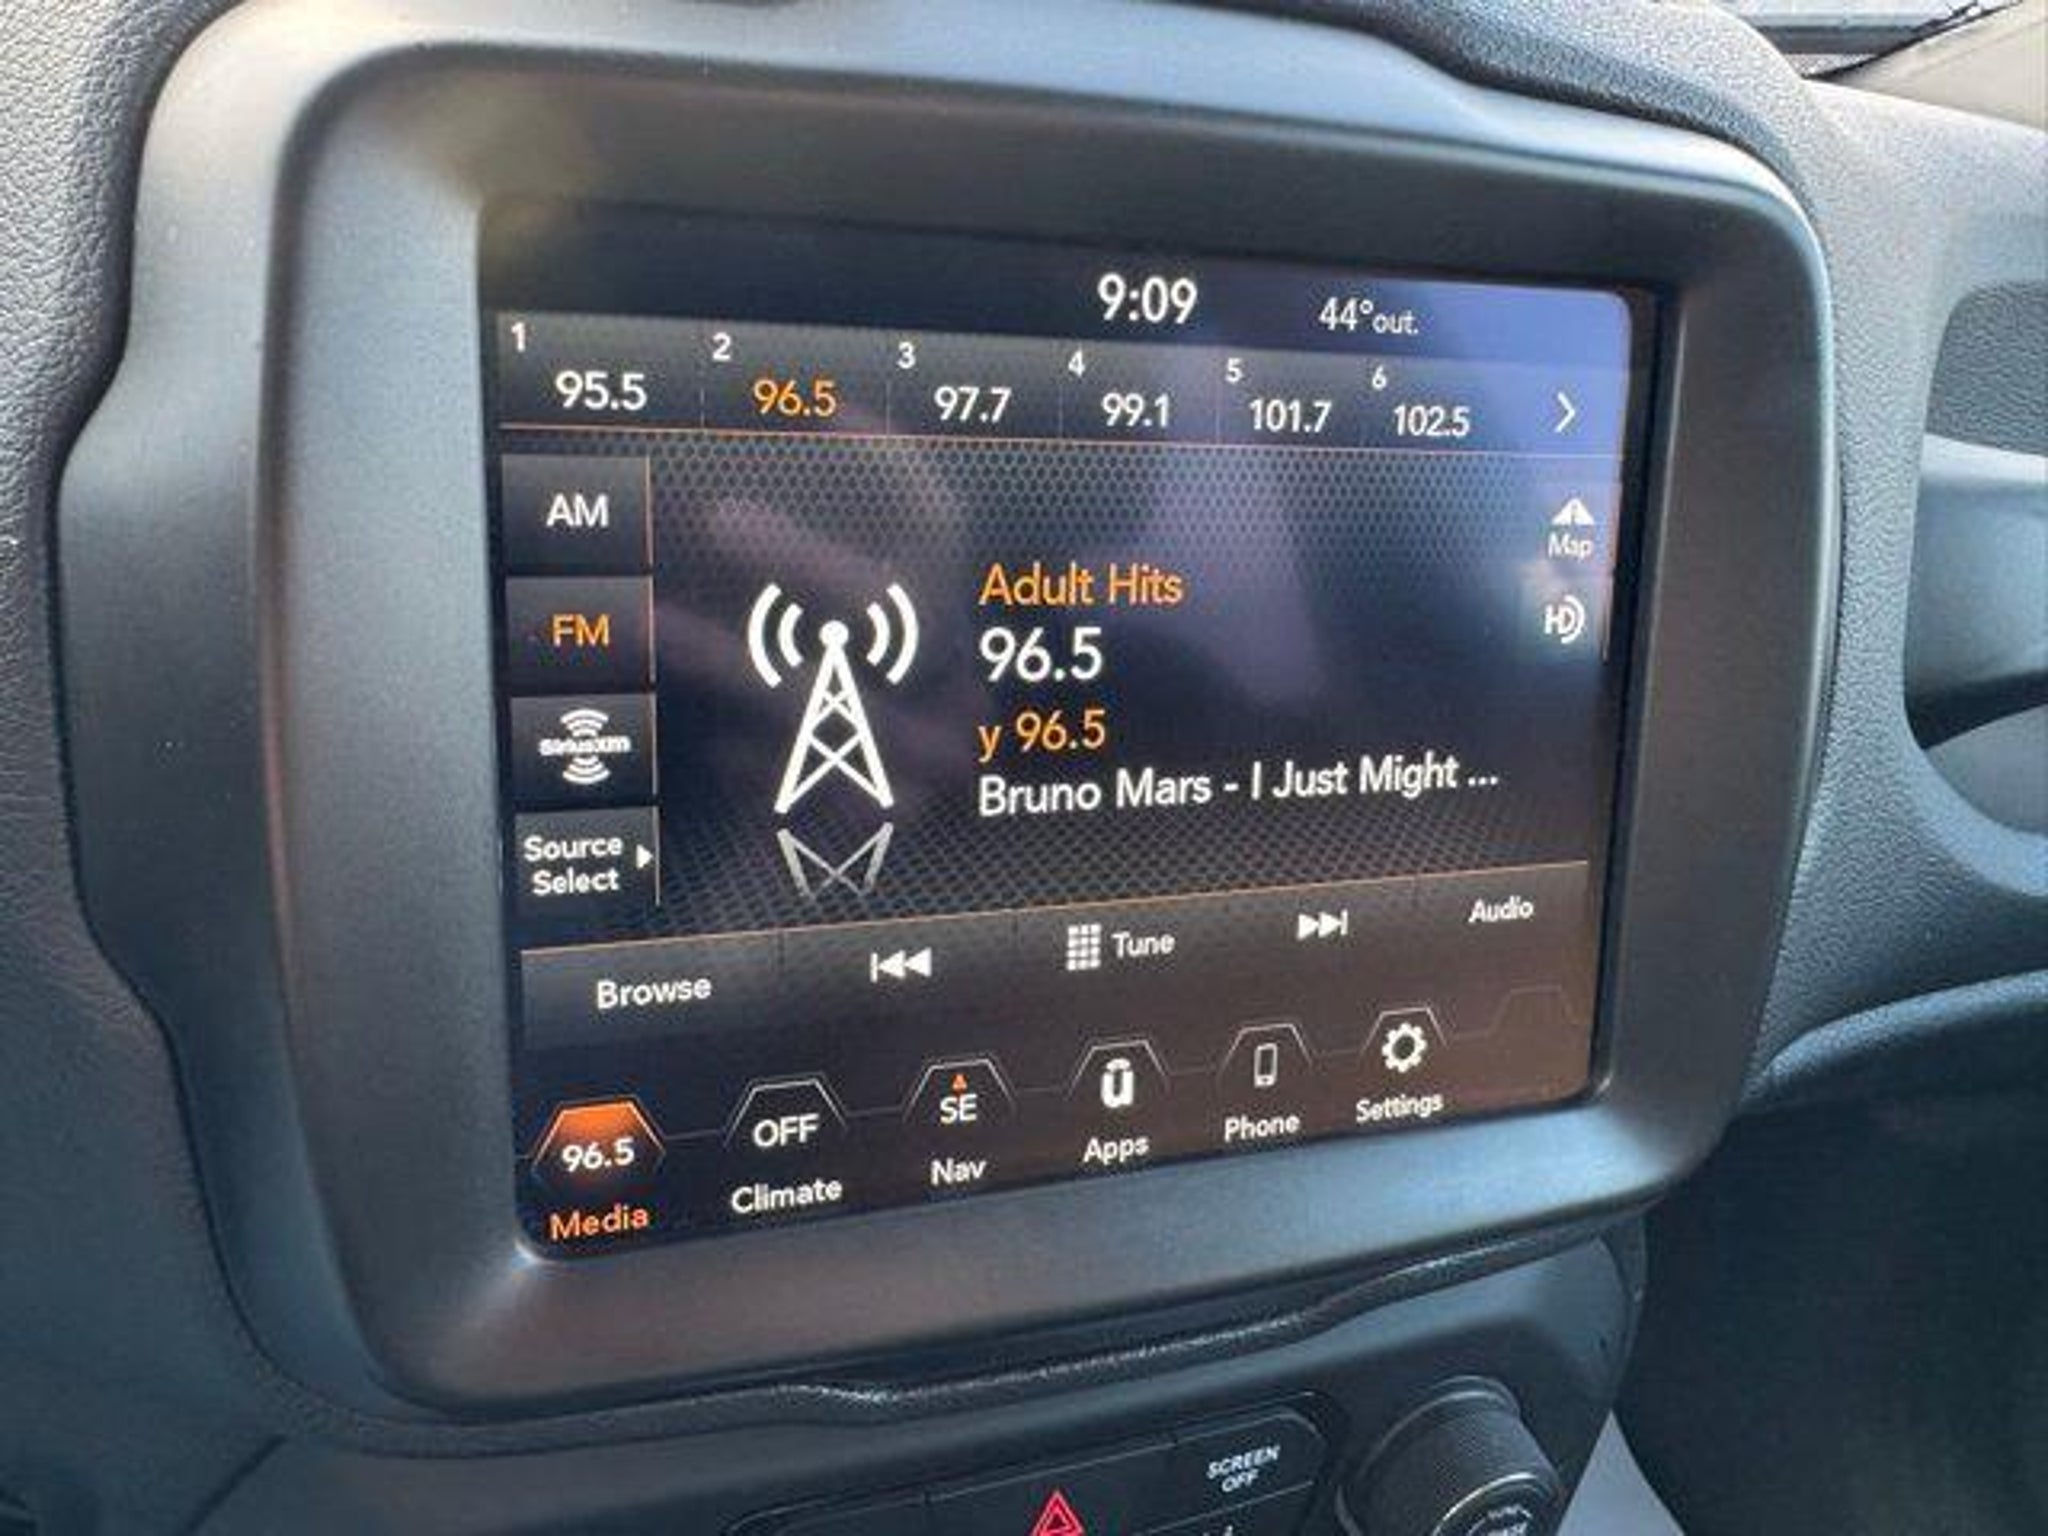 9:09 44°out.
1 2 3 4 5 6
95.5 96.5 97.7 99.1 101.7 102.5
AM
FM
SiriusXM
Source
Select
Adult Hits
96.5
y 96.5
Bruno Mars - I Just Might ...
Map
HD
Browse Tune Audio
96.5 OFF SE
Media Climate Nav Apps Phone Settings
SCREEN
OFF